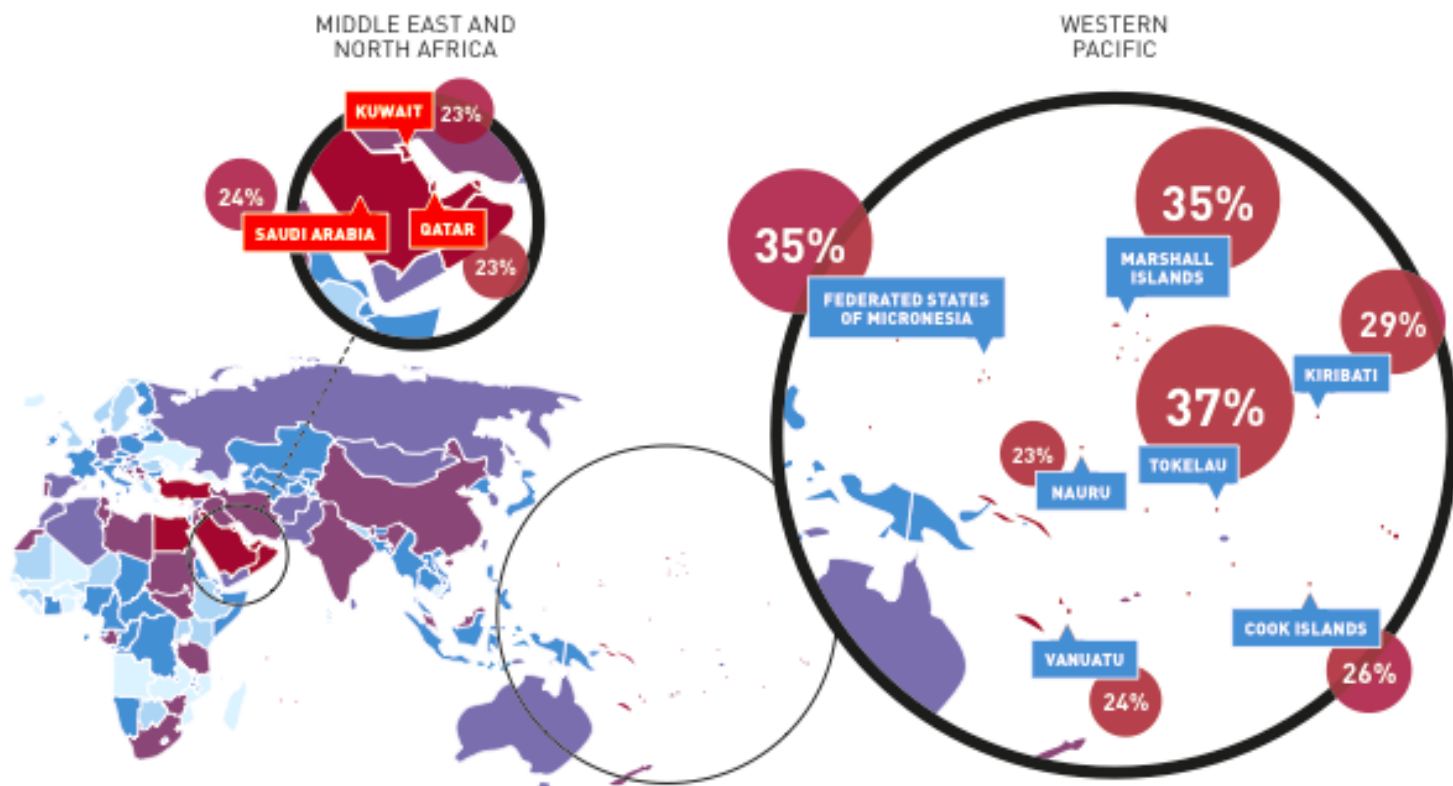 MIDDLE EAST AND
NORTH AFRICA
KUWAIT
23%
24%
SAUDI ARABIA
QATAR
23%
WESTERN
PACIFIC
35%
FEDERATED STATES
OF MICRONESIA
35%
MARSHALL
ISLANDS
29%
KIRIBATI
37%
TOKELAU
23%
NAURU
VANUATU
24%
COOK ISLANDS
26%